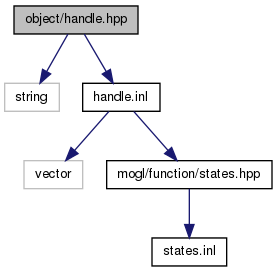 object/handle.hpp
string
handle.inl
vector
mogl/function/states.hpp
states.inl